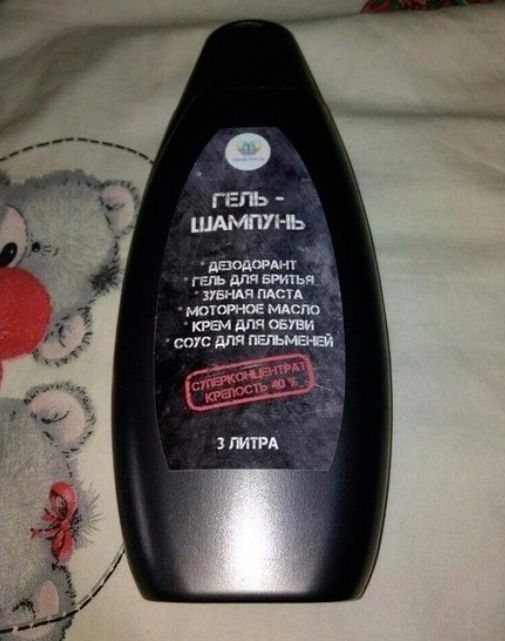 ГЕЛЬ -
ШАМПУНЬ
* ДЕЗОДОРАНТ
* ГЕЛЬ ДЛЯ БРИТЬЯ
* ЗУБНАЯ ПАСТА
* МОТОРНОЕ МАСЛО
* КРЕМ ДЛЯ ОБУВИ
* СОУС ДЛЯ ПЕЛЬМЕНЕЙ
СУПЕРКОНЦЕНТРАТ
КРЕПОСТЬ 40 %
3 ЛИТРА